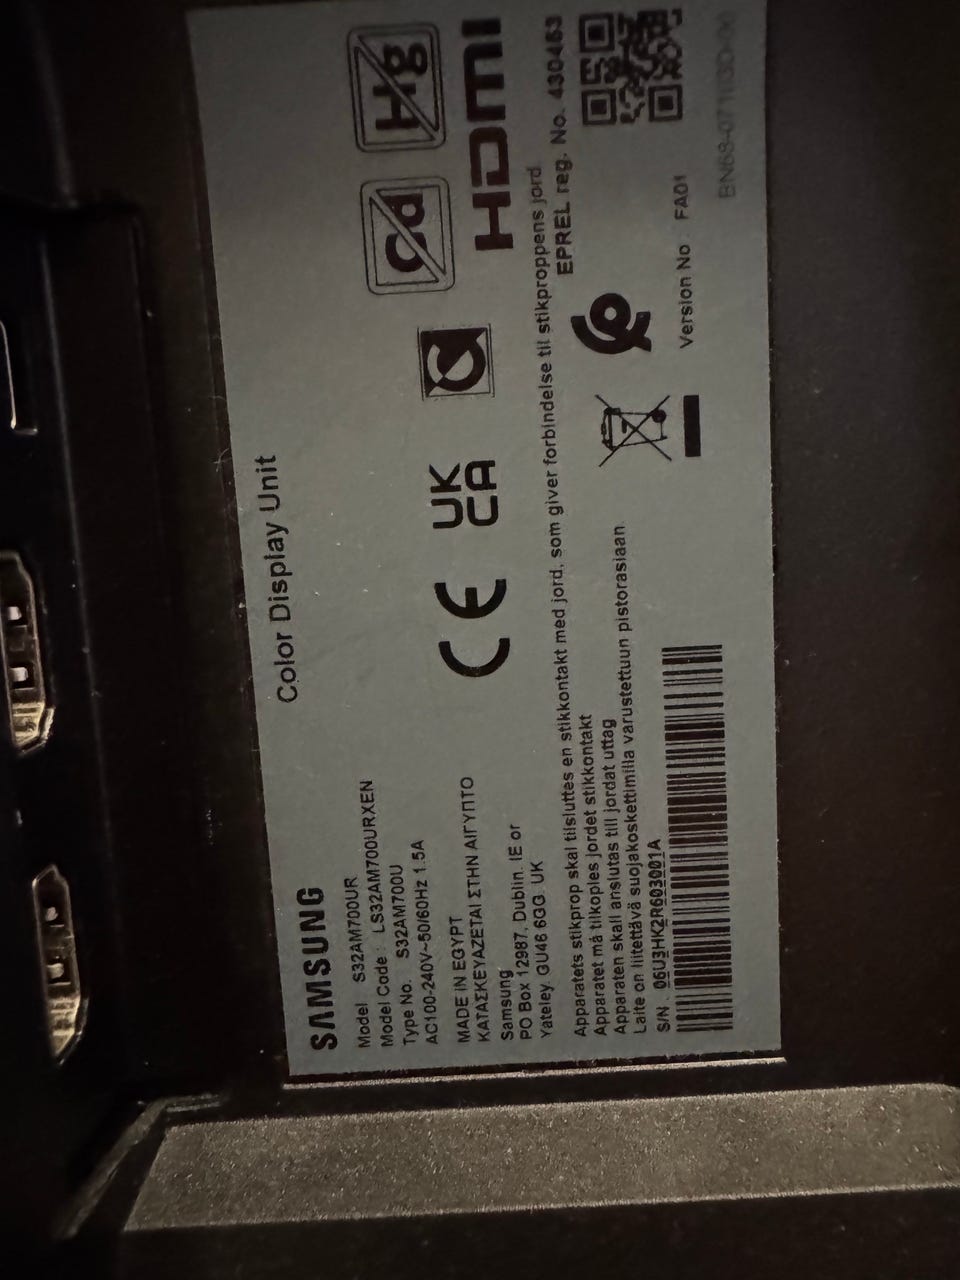 SAMSUNG
Color Display Unit
Model S32AM700UR
Model Code : LS32AM700URXEN
Type No. S32AM700U
AC100-240V~50/60Hz 1.5A
MADE IN EGYPT
ΚΑΤΑΣΚΕΥΑΖΕΤΑΙ ΣΤΗΝ ΑΙΓΥΠΤΟ
Samsung
PO Box 12987, Dublin. IE or
Yateley, GU46 6GG. UK
CE
UK
CA
Cd
Hg
HDMI
Apparatets stikprop skal tilsluttes en stikkontakt med jord, som giver forbindelse til stikproppens jord.
Apparatet må tilkoples jordet stikkontakt
Apparaten skall anslutas till jordat uttag
Laite on liitettävä suojakoskettimilla varustettuun pistorasiaan.
EPREL reg. No. 430463
S/N : 06U3HK2R603001A
Version No : FA01